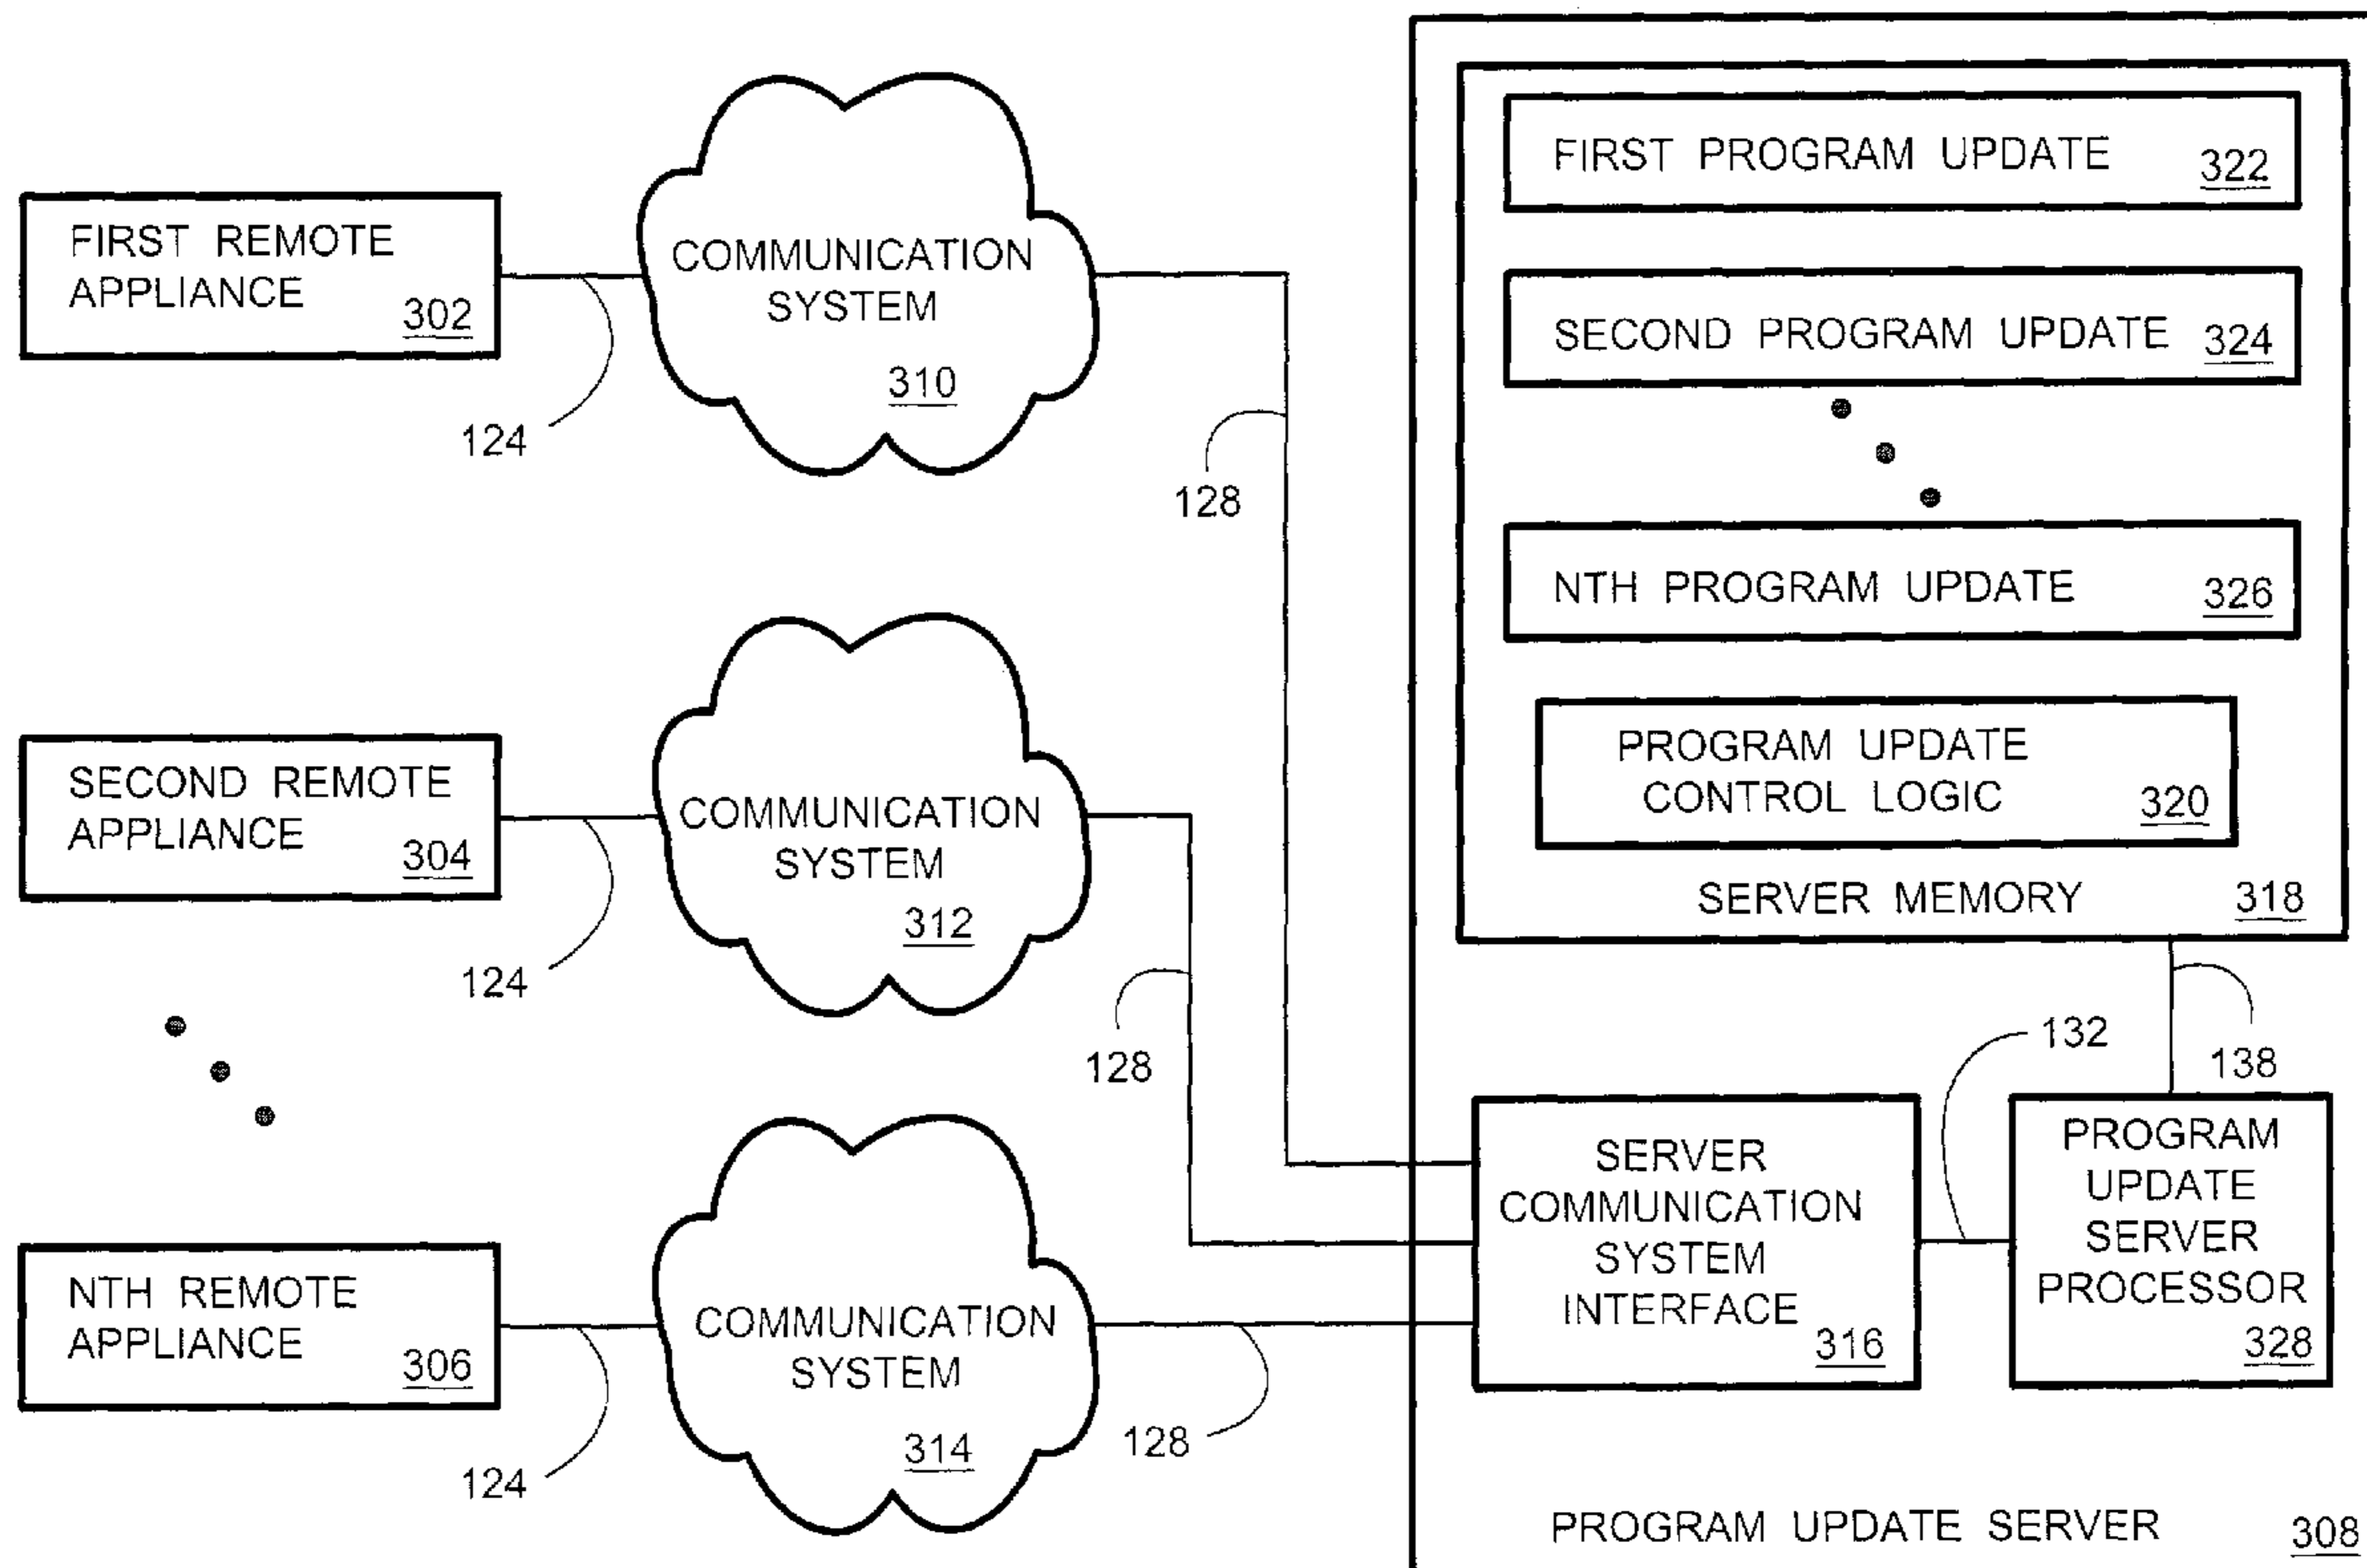 FIRST REMOTE
APPLIANCE
302
124
COMMUNICATION
SYSTEM
310
128
SECOND REMOTE
APPLIANCE
304
124
COMMUNICATION
SYSTEM
312
128
NTH REMOTE
APPLIANCE
306
124
COMMUNICATION
SYSTEM
314
128
FIRST PROGRAM UPDATE 322
SECOND PROGRAM UPDATE 324
NTH PROGRAM UPDATE 326
PROGRAM UPDATE
CONTROL LOGIC 320
SERVER MEMORY 318
132
138
SERVER
COMMUNICATION
SYSTEM
INTERFACE
316
PROGRAM
UPDATE
SERVER
PROCESSOR
328
PROGRAM UPDATE SERVER 308